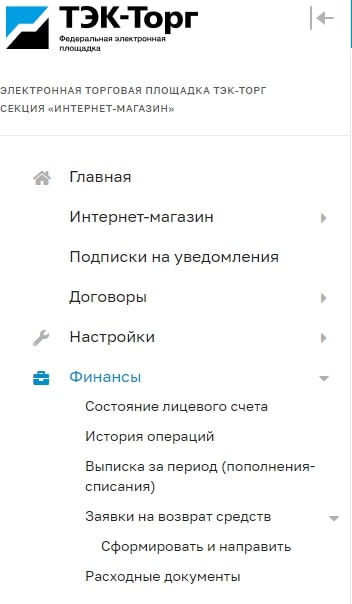 ТЭК-Торг
Федеральная электронная
площадка
ЭЛЕКТРОННАЯ ТОРГОВАЯ ПЛОЩАДКА ТЭК-ТОРГ
СЕКЦИЯ «ИНТЕРНЕТ-МАГАЗИН»
Главная
Интернет-магазин
Подписки на уведомления
Договоры
Настройки
Финансы
Состояние лицевого счета
История операций
Выписка за период (пополнения-
списания)
Заявки на возврат средств
Сформировать и направить
Расходные документы